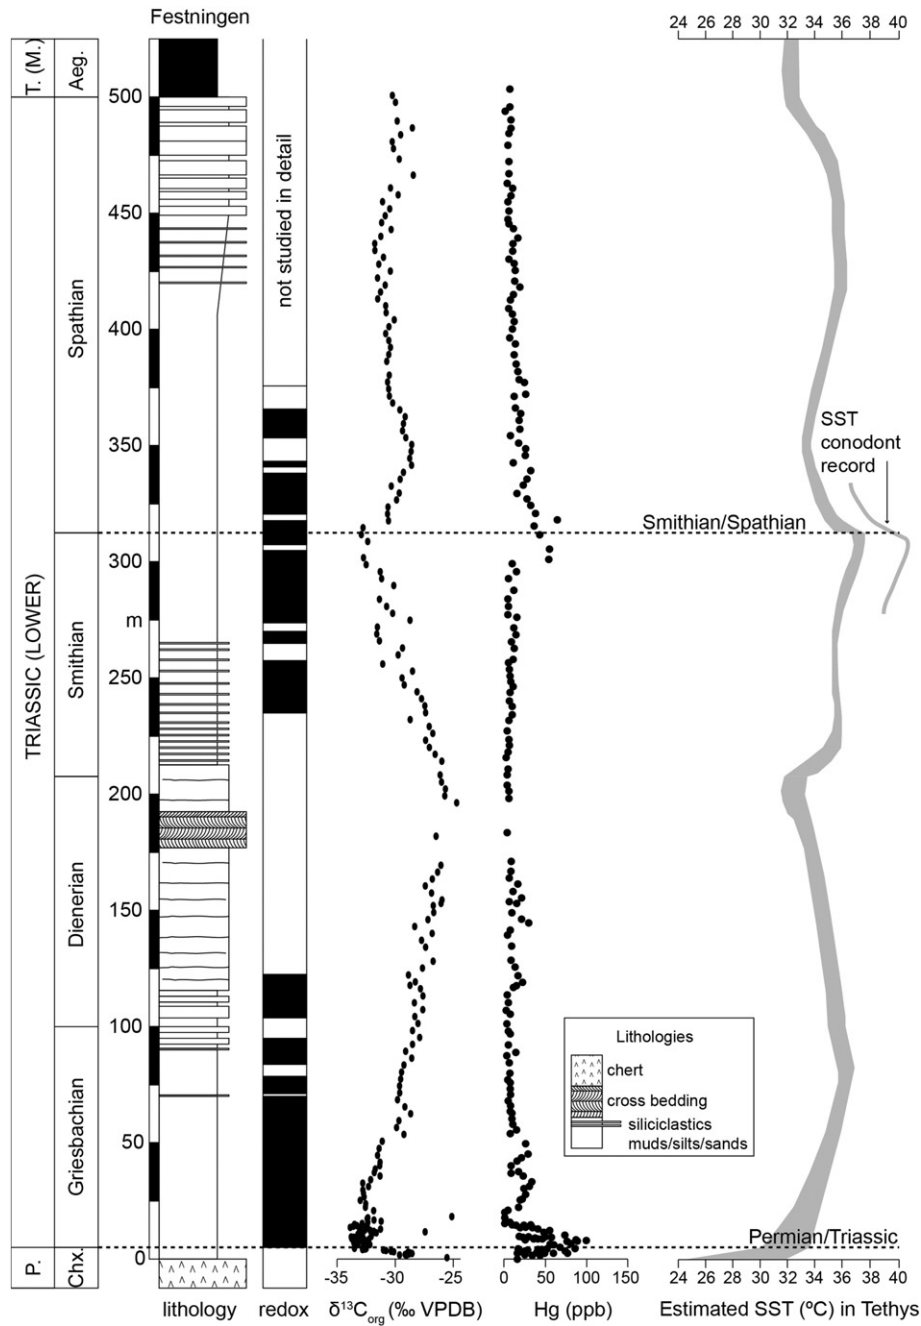 Festningen
24 26 28 30 32 34 36 38 40
T. (M.)
Aeg.
500
450
400
350
300
m
250
200
150
100
50
0
TRIASSIC (LOWER)
Spathian
Smithian
Dienerian
Griesbachian
P.
Chx.
not studied in detail
SST
conodont
record
Smithian/Spathian
Lithologies
chert
cross bedding
siliciclastics
muds/silts/sands
Permian/Triassic
-35 -30 -25
0 50 100 150
24 26 28 30 32 34 36 38 40
lithology
redox
δ¹³Corg (‰ VPDB)
Hg (ppb)
Estimated SST (ºC) in Tethys